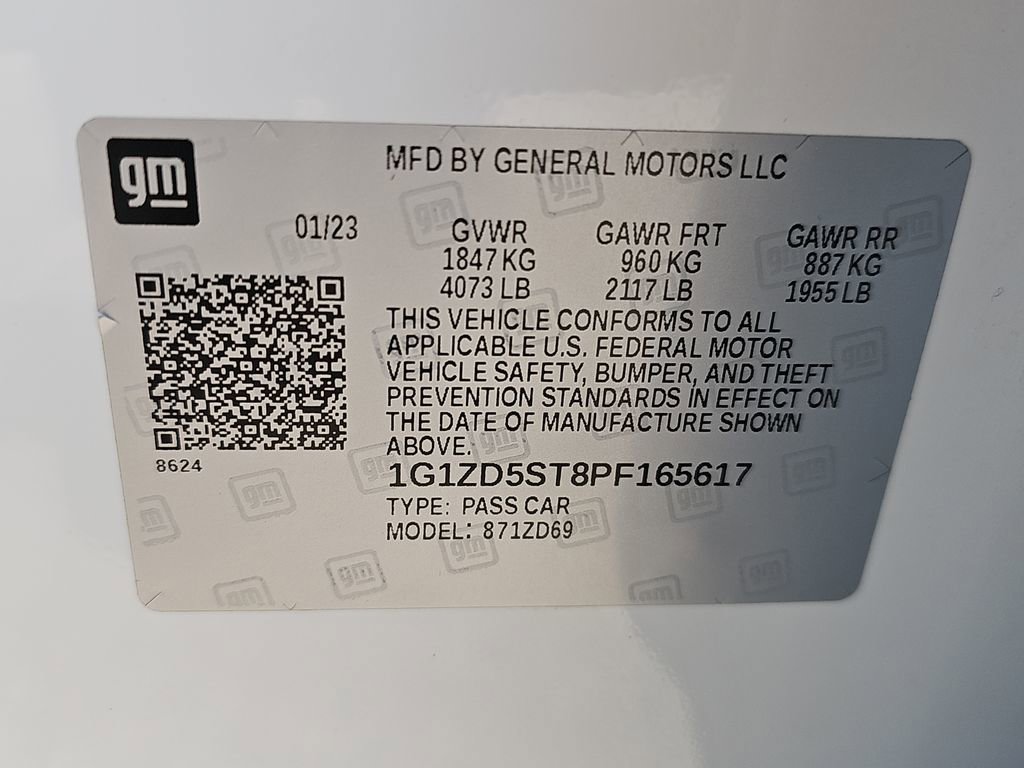 gm
MFD BY GENERAL MOTORS LLC
01/23 GVWR GAWR FRT GAWR RR
1847 KG 960 KG 887 KG
4073 LB 2117 LB 1955 LB
THIS VEHICLE CONFORMS TO ALL
APPLICABLE U.S. FEDERAL MOTOR
VEHICLE SAFETY, BUMPER, AND THEFT
PREVENTION STANDARDS IN EFFECT ON
THE DATE OF MANUFACTURE SHOWN
ABOVE.
8624
1G1ZD5ST8PF165617
TYPE: PASS CAR
MODEL: 871ZD69